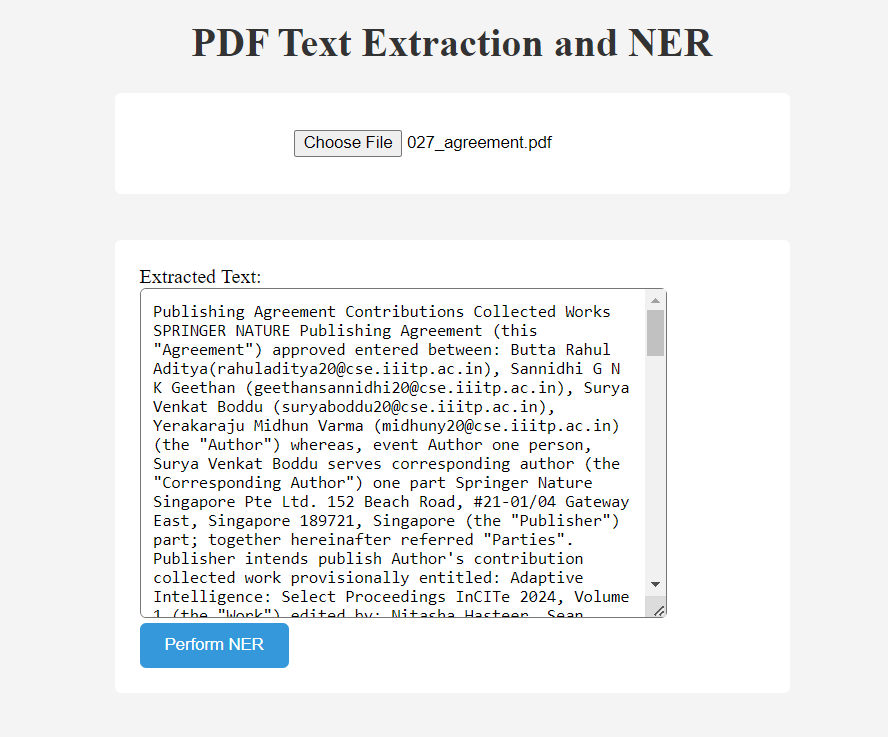 PDF Text Extraction and NER
Choose File 027_agreement.pdf
Extracted Text:
Publishing Agreement Contributions Collected Works
SPRINGER NATURE Publishing Agreement (this
"Agreement") approved entered between: Butta Rahul
Aditya(rahuladitya20@cse.iiitp.ac.in), Sannidhi G N
K Geethan (geethansannidhi20@cse.iiitp.ac.in), Surya
Venkat Boddu (suryaboddu20@cse.iiitp.ac.in),
Yerakaraju Midhun Varma (midhuny20@cse.iiitp.ac.in)
(the "Author") whereas, event Author one person,
Surya Venkat Boddu serves corresponding author (the
"Corresponding Author") one part Springer Nature
Singapore Pte Ltd. 152 Beach Road, #21-01/04 Gateway
East, Singapore 189721, Singapore (the "Publisher")
part; together hereinafter referred "Parties".
Publisher intends publish Author's contribution
collected work provisionally entitled: Adaptive
Intelligence: Select Proceedings InCITe 2024, Volume
1 (the "Work") edited by: Nitasha Hasteer, Sean
Perform NER